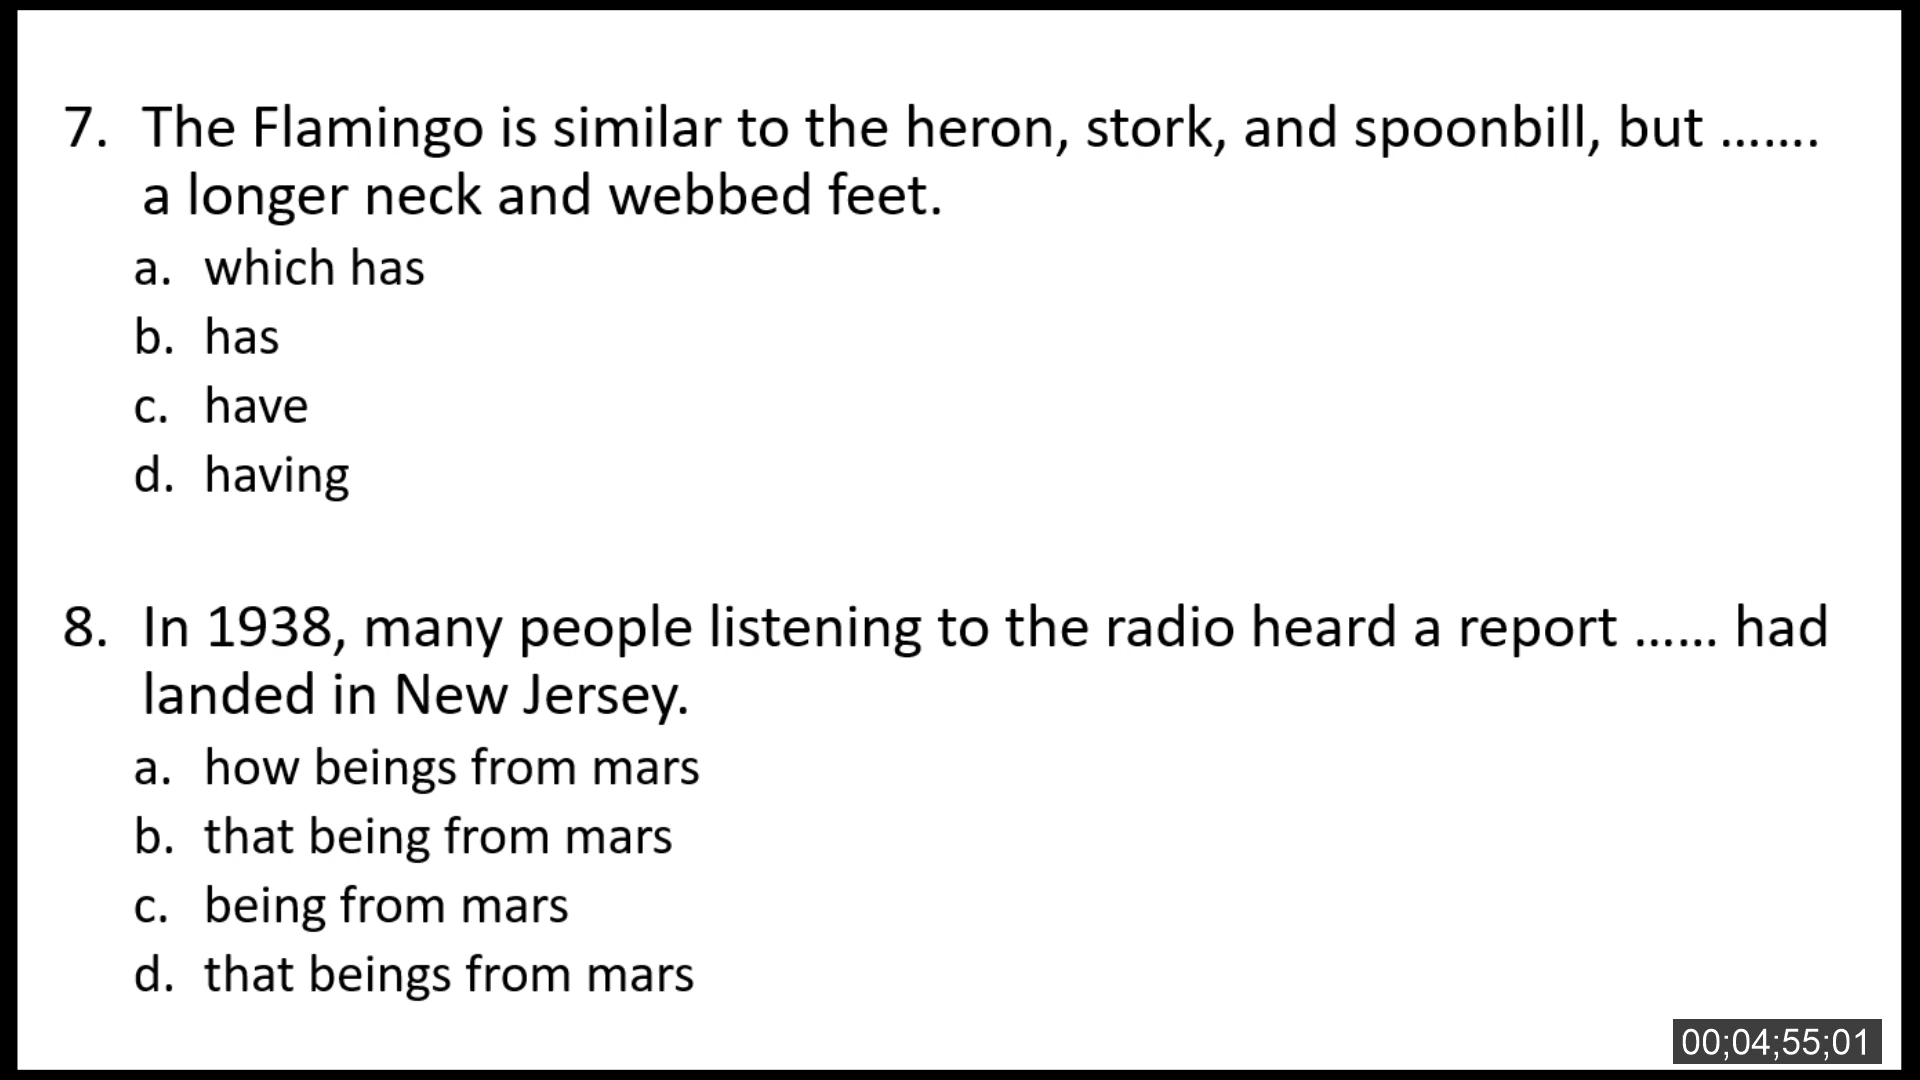 7. The Flamingo is similar to the heron, stork, and spoonbill, but …….
a longer neck and webbed feet.
a. which has
b. has
c. have
d. having
8. In 1938, many people listening to the radio heard a report …… had
landed in New Jersey.
a. how beings from mars
b. that being from mars
c. being from mars
d. that beings from mars
00;04;55;01